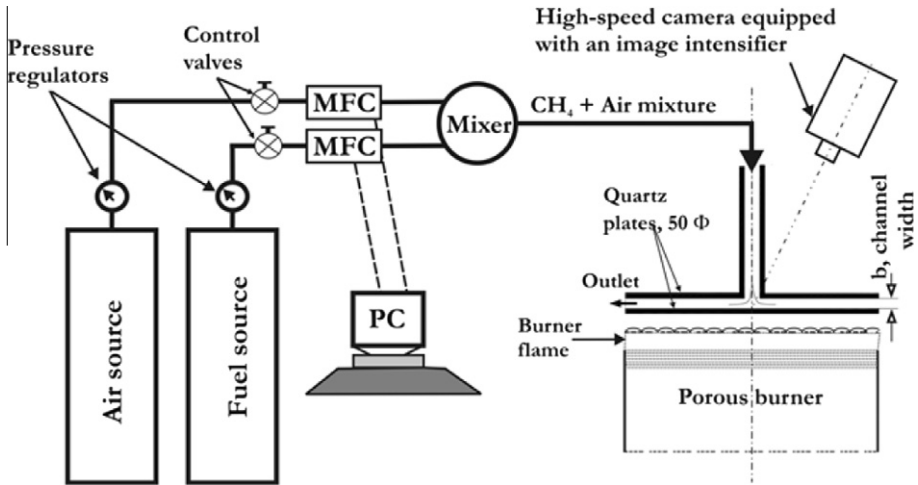 Pressure
regulators
Control
valves
High-speed camera equipped
with an image intensifier
MFC
MFC
Mixer
CH₄ + Air mixture
Quartz
plates, 50 Φ
b, channel
width
Outlet
PC
Burner
flame
Air source
Fuel source
Porous burner